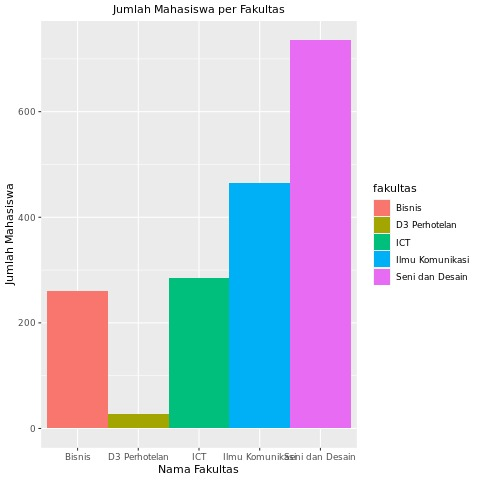 Jumlah Mahasiswa per Fakultas
Jumlah Mahasiswa
600
400
200
0
Bisnis D3 Perhotelan ICT Ilmu Komunikasi Seni dan Desain
Nama Fakultas
fakultas
Bisnis
D3 Perhotelan
ICT
Ilmu Komunikasi
Seni dan Desain